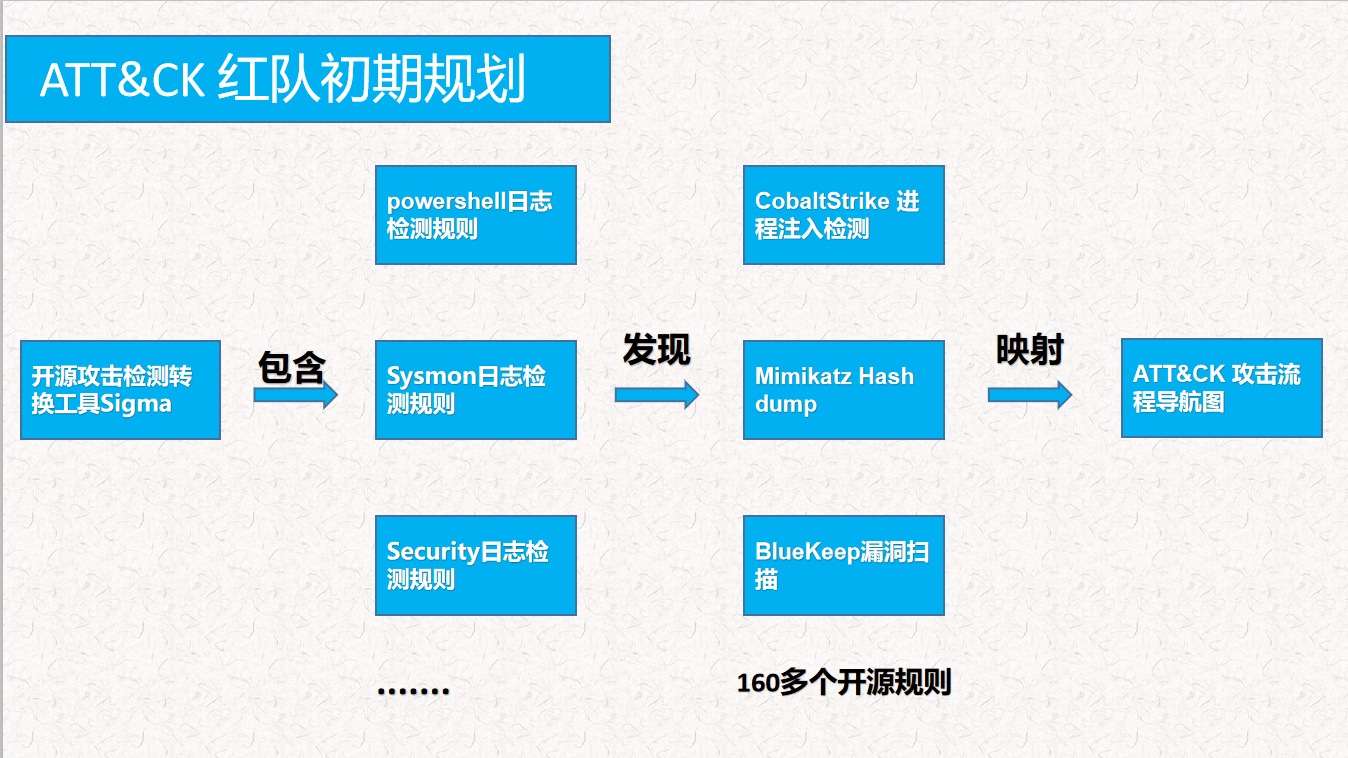 ATT&CK 红队初期规划
powershell日志
检测规则
CobaltStrike 进
程注入检测
开源攻击检测转
换工具Sigma
包含
Sysmon日志检
测规则
发现
Mimikatz Hash
dump
映射
ATT&CK 攻击流
程导航图
Security日志检
测规则
BlueKeep漏洞扫
描
.......
160多个开源规则